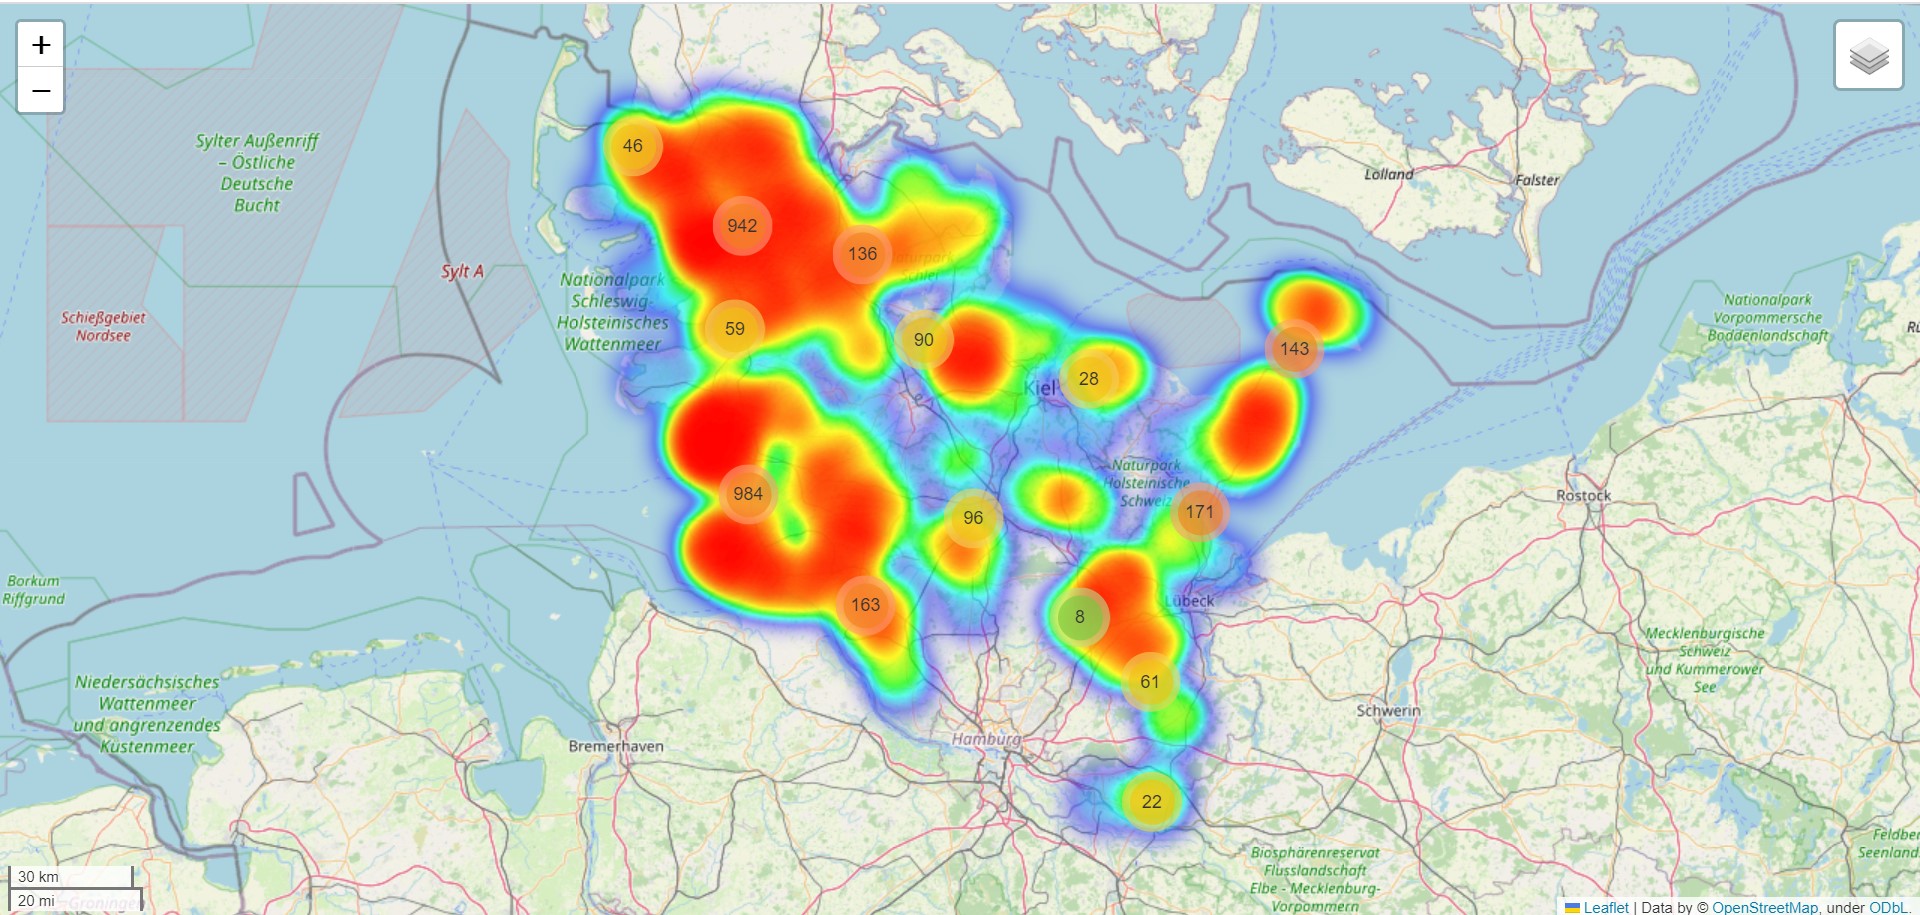 +
−
Sylter Außenriff
– Östliche
Deutsche
Bucht
46
942
136
Naturpark
Schlei
Lolland
Falster
Sylt A
Nationalpark
Schleswig-
Holsteinisches
Wattenmeer
Schießgebiet
Nordsee
59
90
28
Kiel
143
Nationalpark
Vorpommersche
Boddenlandschaft
984
96
Naturpark
Holsteinische
Schweiz
171
Rostock
Borkum
Riffgrund
163
8
Lübeck
61
Mecklenburgische
Schweiz
und Kummerower
See
Niedersächsisches
Wattenmeer
und angrenzendes
Küstenmeer
Bremerhaven
Hamburg
Schwerin
22
Biosphärenreservat
Flusslandschaft
Elbe - Mecklenburg-
Vorpommern
30 km
20 mi
Groningen
Leaflet | Data by © OpenStreetMap, under ODbL.